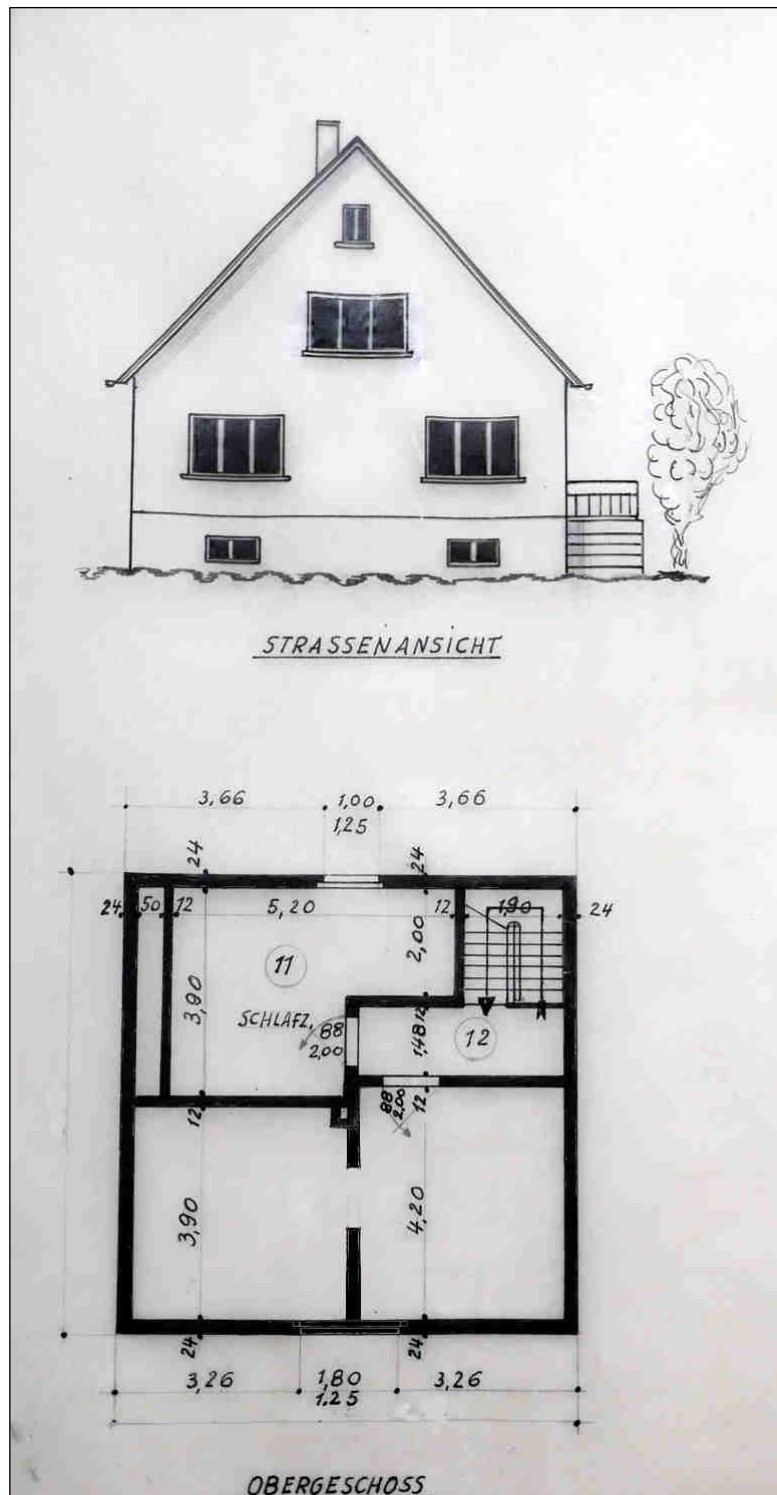 STRASSENANSICHT
3,66 1,00 3,66
1,25
24 24
24 50 12 5,20 12 1,90 24
2,00
11
3,90
SCHLAFZ. 88
2,00
12
1,48
12
12 88
2,00
12
3,90 4,20
24 24
3,26 1,80 3,26
1.25
OBERGESCHOSS